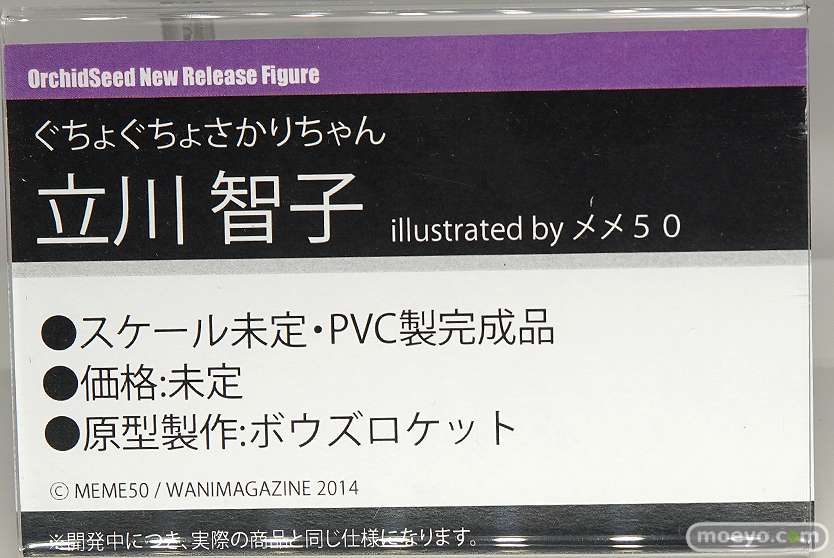 OrchidSeed New Release Figure
ぐちょぐちょさかりちゃん
立川 智子 illustrated by メメ５０
●スケール未定・PVC製完成品
●価格:未定
●原型製作:ボウズロケット
© MEME50 / WANIMAGAZINE 2014
※開発中につき、実際の商品と同じ仕様になります。
moeyo.com